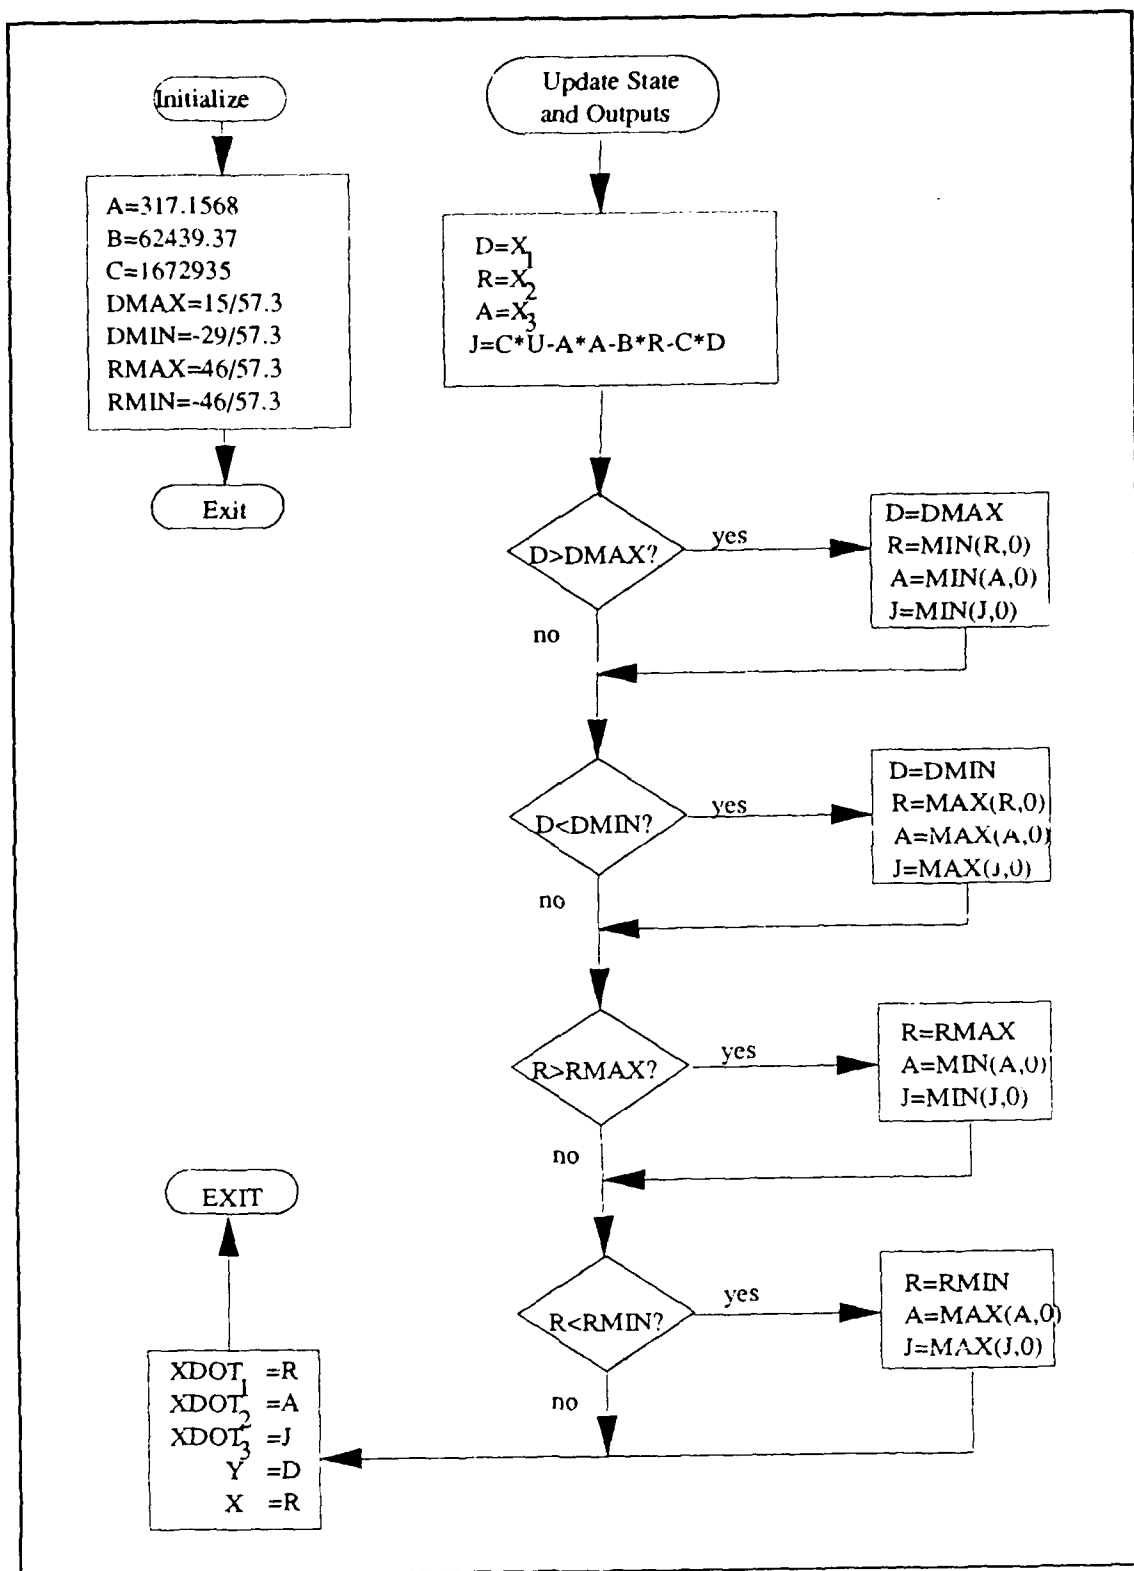 Initialize
A=317.1568
B=62439.37
C=1672935
DMAX=15/57.3
DMIN=-29/57.3
RMAX=46/57.3
RMIN=-46/57.3
Exit
Update State
and Outputs
D=X1
R=X2
A=X3
J=C*U-A*A-B*R-C*D
D>DMAX?
yes
D=DMAX
R=MIN(R,0)
A=MIN(A,0)
J=MIN(J,0)
no
D<DMIN?
yes
D=DMIN
R=MAX(R,0)
A=MAX(A,0)
J=MAX(J,0)
no
R>RMAX?
yes
R=RMAX
A=MIN(A,0)
J=MIN(J,0)
no
R<RMIN?
yes
R=RMIN
A=MAX(A,0)
J=MAX(J,0)
no
XDOT1 =R
XDOT2 =A
XDOT3 =J
Y =D
X =R
EXIT